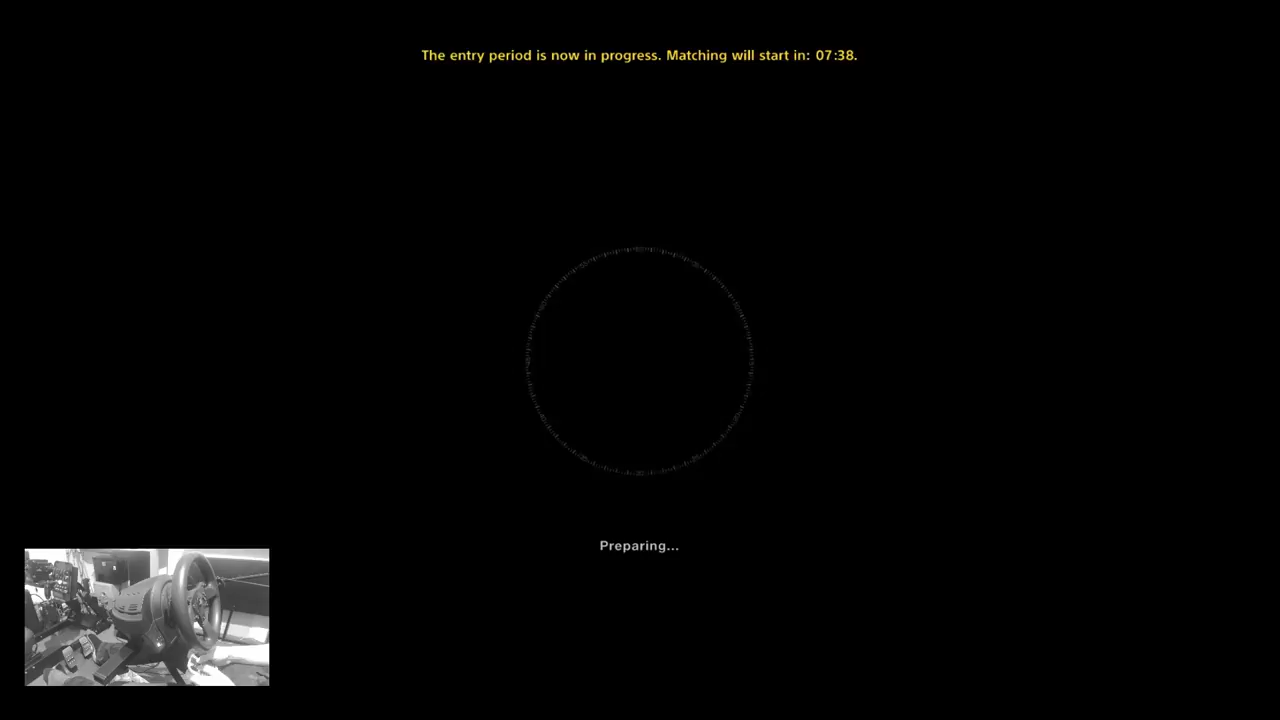 The entry period is now in progress. Matching will start in: 07:38.
Preparing...